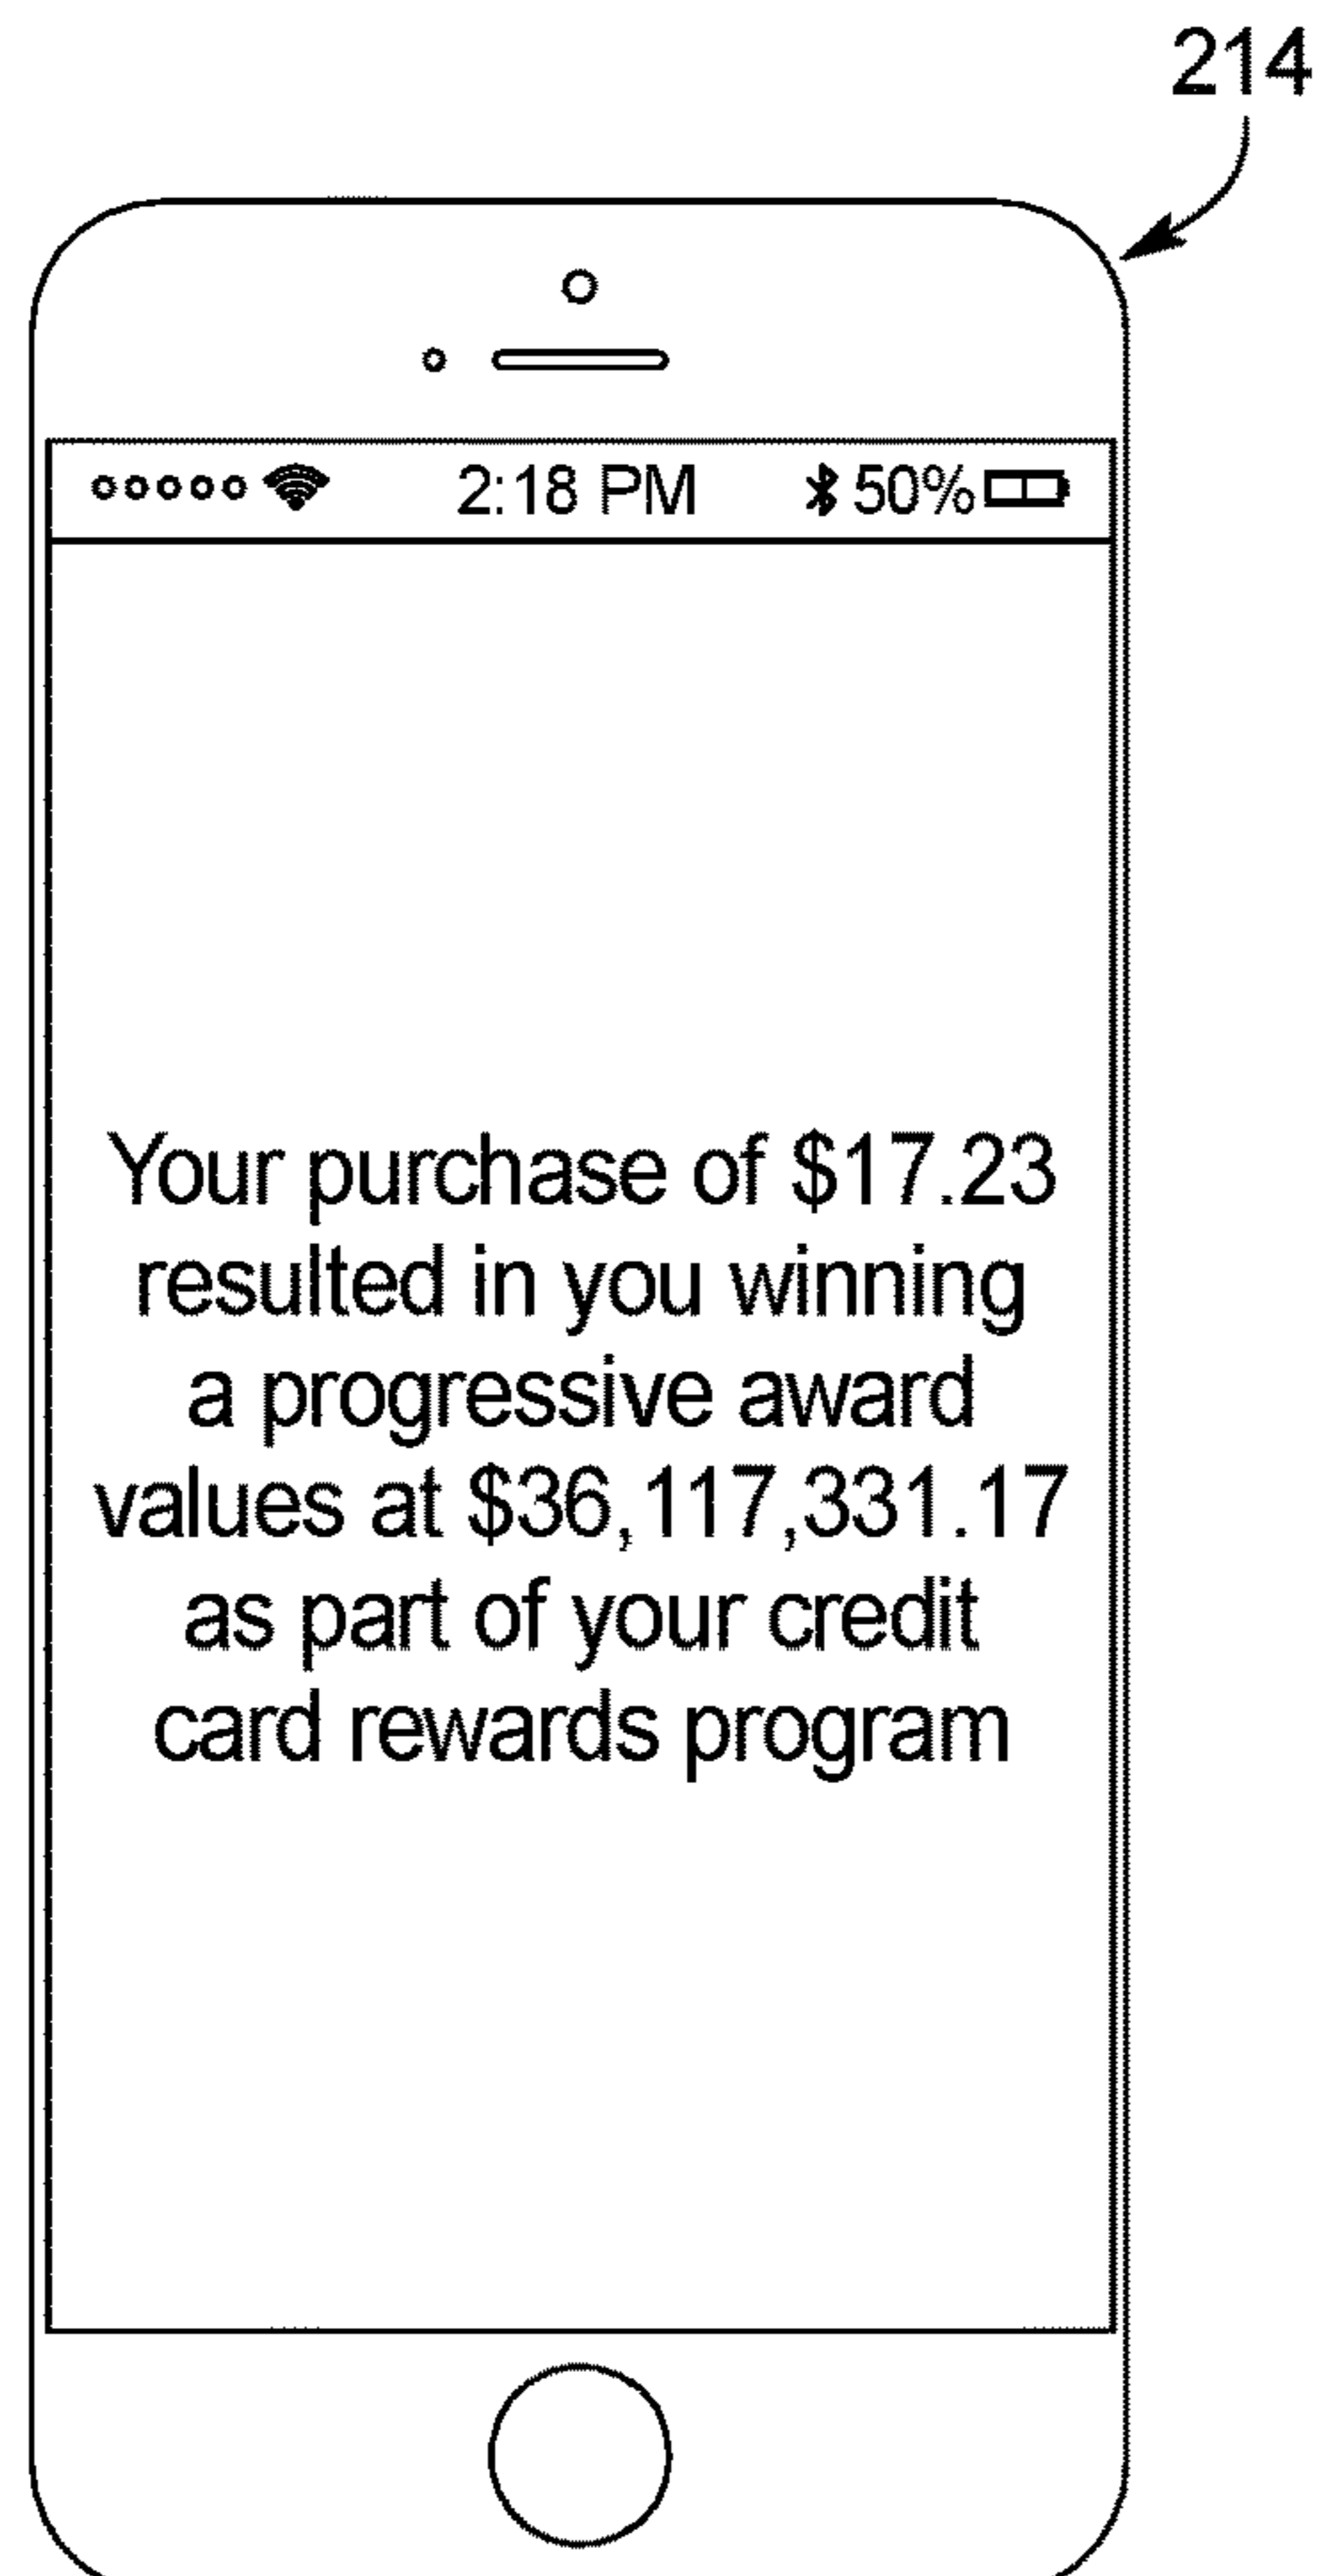 214
2:18 PM 50%
Your purchase of $17.23
resulted in you winning
a progressive award
values at $36,117,331.17
as part of your credit
card rewards program